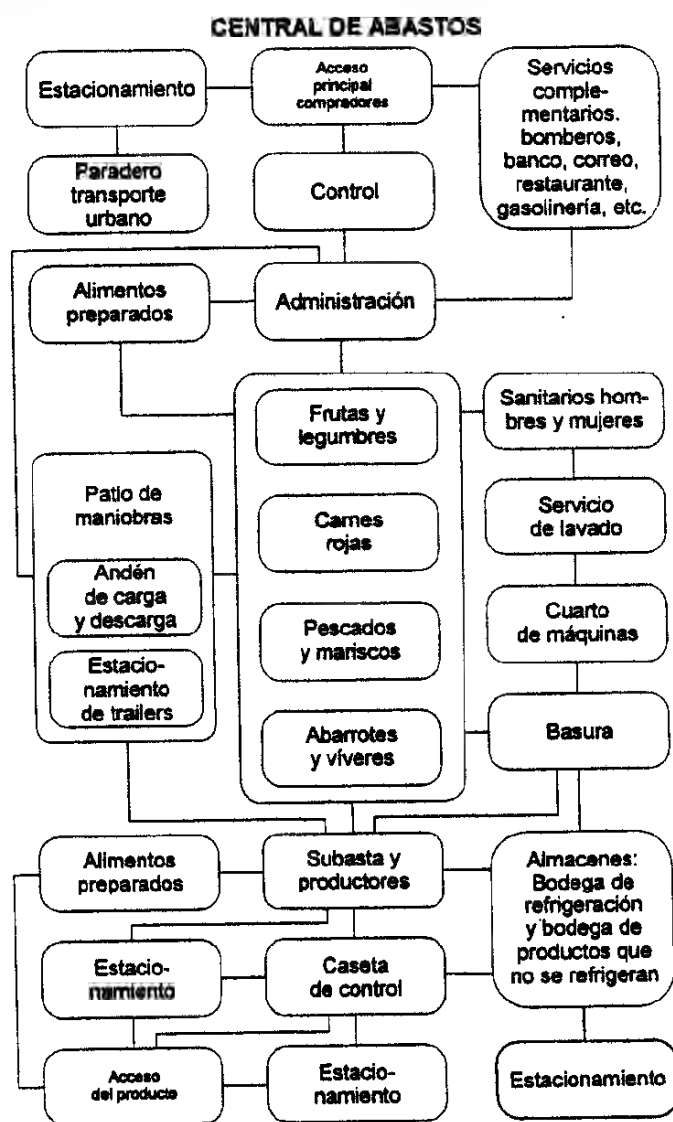 CENTRAL DE ABASTOS
Estacionamiento
Acceso
principal
compradores
Servicios
comple-
mentarios.
bomberos,
banco, correo,
restaurante,
gasolinería, etc.
Paradero
transporte
urbano
Control
Alimentos
preparados
Administración
Frutas y
legumbres
Sanitarios hom-
bres y mujeres
Patio de
maniobras
Carnes
rojas
Servicio
de lavado
Andén
de carga
y descarga
Pescados
y mariscos
Cuarto
de máquinas
Estacio-
namiento
de trailers
Abarrotes
y víveres
Basura
Alimentos
preparados
Subasta y
productores
Almacenes:
Bodega de
refrigeración
y bodega de
productos que
no se refrigeran
Estacio-
namiento
Caseta
de control
Acceso
del producte
Estacio-
namiento
Estacionamiento